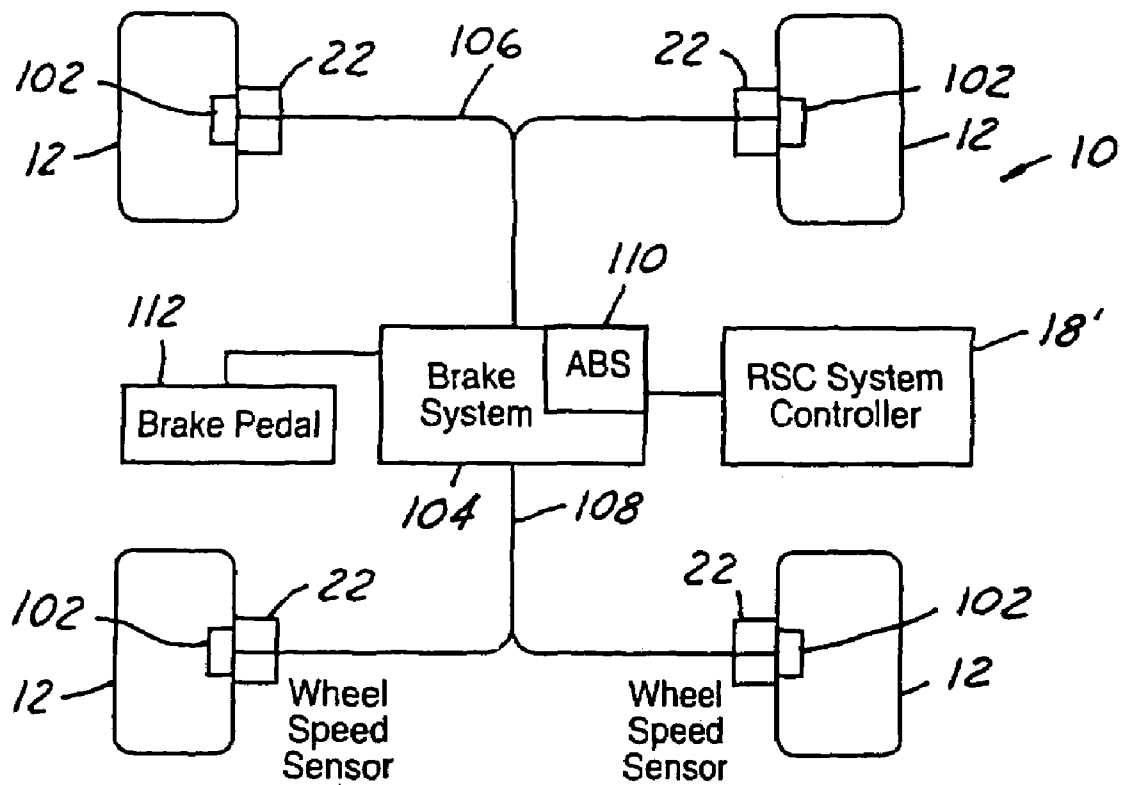 106
102
22
22
102
12
12
10
110
112
18'
Brake
System
ABS
RSC System
Controller
Brake Pedal
104
108
102
22
22
102
12
12
Wheel
Speed
Sensor
Wheel
Speed
Sensor